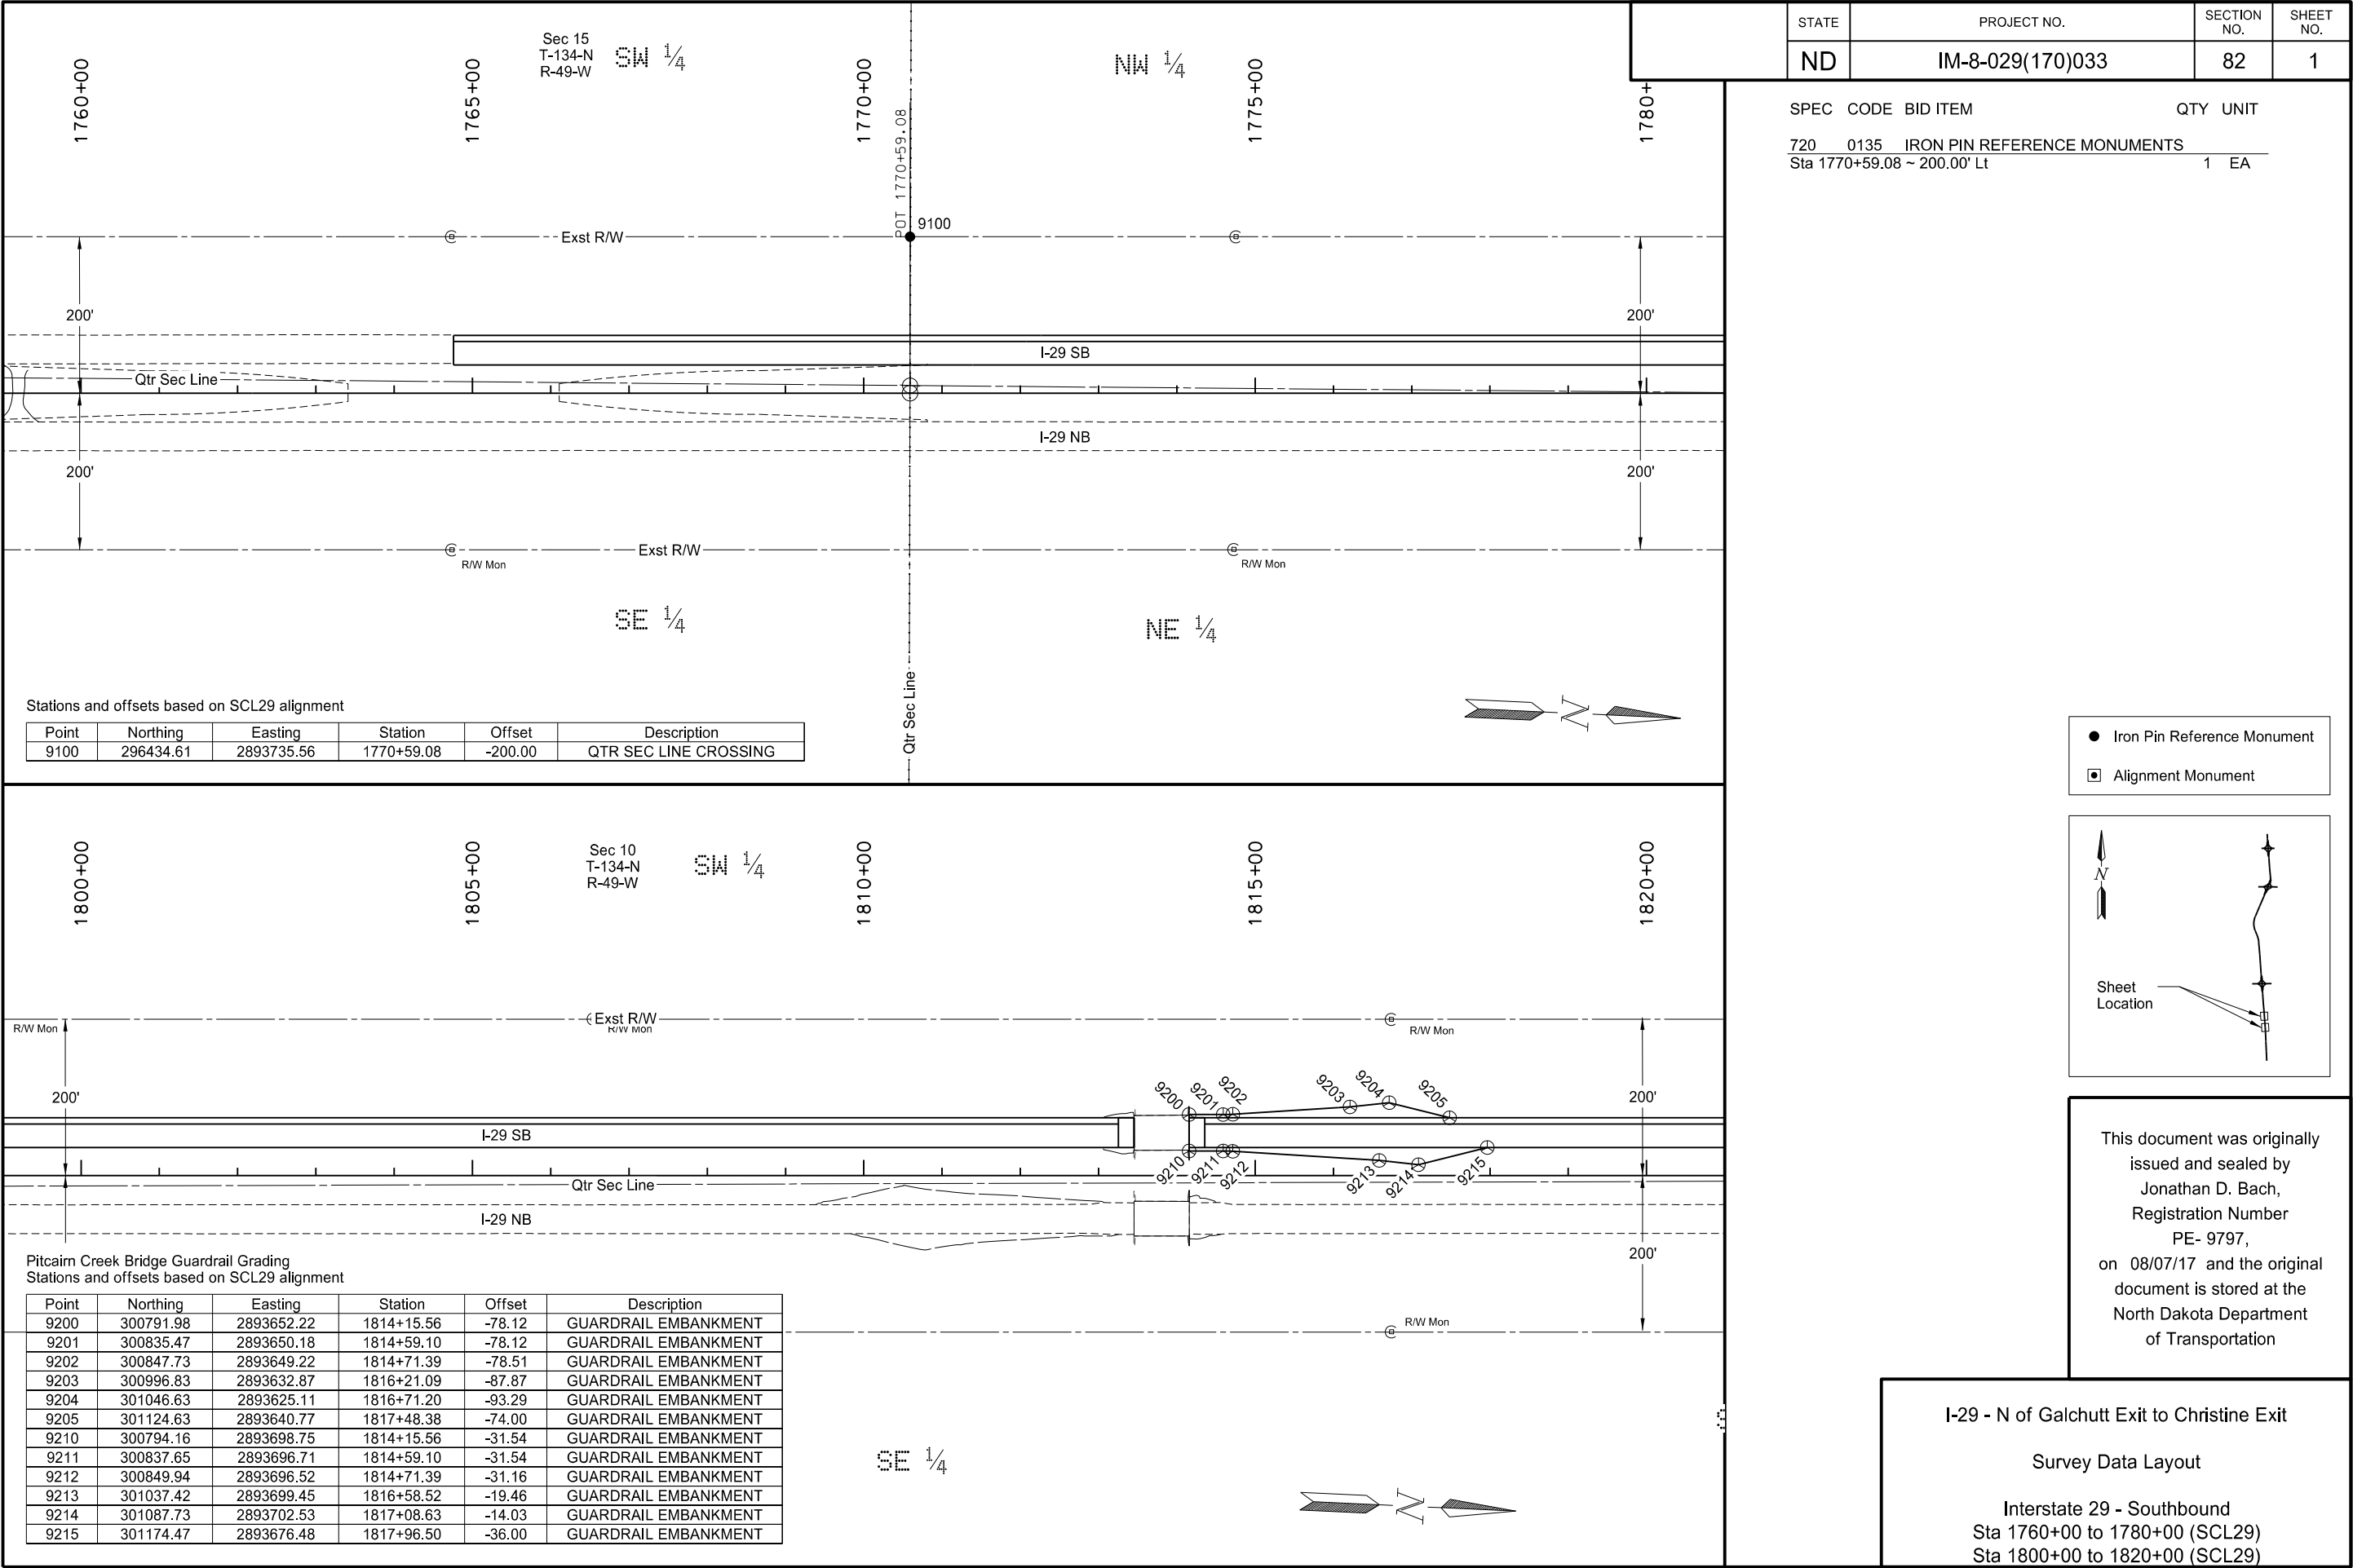 STATE PROJECT NO. SECTION NO. SHEET NO.
ND IM-8-029(170)033 82 1
SPEC CODE BID ITEM QTY UNIT
720 0135 IRON PIN REFERENCE MONUMENTS
Sta 1770+59.08 ~ 200.00' Lt 1 EA
Sec 15
T-134-N
R-49-W
SW 1/4
NW 1/4
1760+00
1765+00
1770+00
1775+00
1780+
POT 1770+59.08
9100
Exst R/W
200'
200'
I-29 SB
Qtr Sec Line
I-29 NB
200'
200'
Exst R/W
R/W Mon
R/W Mon
SE 1/4
NE 1/4
Qtr Sec Line
N
Stations and offsets based on SCL29 alignment
Point Northing Easting Station Offset Description
9100 296434.61 2893735.56 1770+59.08 -200.00 QTR SEC LINE CROSSING
Sec 10
T-134-N
R-49-W
SW 1/4
1800+00
1805+00
1810+00
1815+00
1820+00
R/W Mon
Exst R/W
R/W Mon
R/W Mon
200'
200'
9200
9201
9202
9203
9204
9205
I-29 SB
9210
9211
9212
9213
9214
9215
Qtr Sec Line
I-29 NB
200'
R/W Mon
SE 1/4
N
Pitcairn Creek Bridge Guardrail Grading
Stations and offsets based on SCL29 alignment
Point Northing Easting Station Offset Description
9200 300791.98 2893652.22 1814+15.56 -78.12 GUARDRAIL EMBANKMENT
9201 300835.47 2893650.18 1814+59.10 -78.12 GUARDRAIL EMBANKMENT
9202 300847.73 2893649.22 1814+71.39 -78.51 GUARDRAIL EMBANKMENT
9203 300996.83 2893632.87 1816+21.09 -87.87 GUARDRAIL EMBANKMENT
9204 301046.63 2893625.11 1816+71.20 -93.29 GUARDRAIL EMBANKMENT
9205 301124.63 2893640.77 1817+48.38 -74.00 GUARDRAIL EMBANKMENT
9210 300794.16 2893698.75 1814+15.56 -31.54 GUARDRAIL EMBANKMENT
9211 300837.65 2893696.71 1814+59.10 -31.54 GUARDRAIL EMBANKMENT
9212 300849.94 2893696.52 1814+71.39 -31.16 GUARDRAIL EMBANKMENT
9213 301037.42 2893699.45 1816+58.52 -19.46 GUARDRAIL EMBANKMENT
9214 301087.73 2893702.53 1817+08.63 -14.03 GUARDRAIL EMBANKMENT
9215 301174.47 2893676.48 1817+96.50 -36.00 GUARDRAIL EMBANKMENT
Iron Pin Reference Monument
Alignment Monument
N
Sheet
Location
This document was originally
issued and sealed by
Jonathan D. Bach,
Registration Number
PE- 9797,
on 08/07/17 and the original
document is stored at the
North Dakota Department
of Transportation
I-29 - N of Galchutt Exit to Christine Exit
Survey Data Layout
Interstate 29 - Southbound
Sta 1760+00 to 1780+00 (SCL29)
Sta 1800+00 to 1820+00 (SCL29)